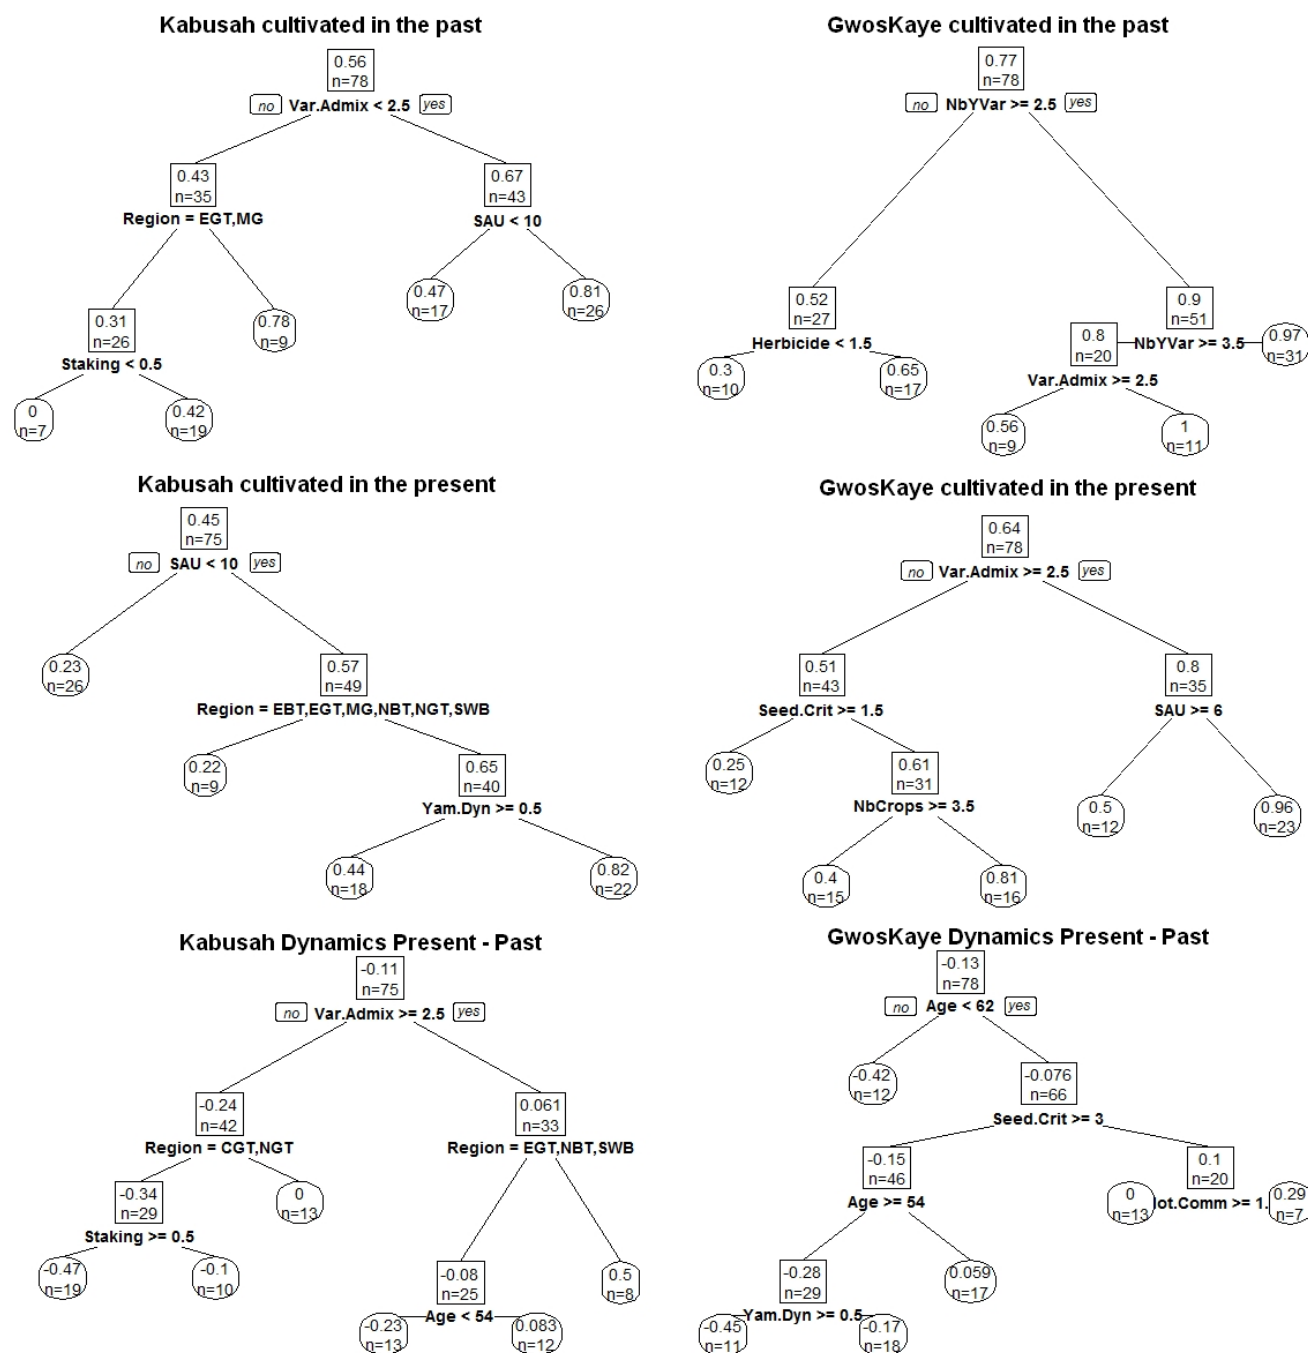 Kabusah cultivated in the past
0.56
n=78
no Var.Admix < 2.5 yes
0.43
n=35
Region = EGT,MG
0.67
n=43
SAU < 10
0.31
n=26
Staking < 0.5
0.78
n=9
0.47
n=17
0.81
n=26
0
n=7
0.42
n=19
GwosKaye cultivated in the past
0.77
n=78
no NbYVar >= 2.5 yes
0.52
n=27
Herbicide < 1.5
0.9
n=51
NbYVar >= 3.5
0.8
n=20
Var.Admix >= 2.5
0.97
n=31
0.3
n=10
0.65
n=17
0.56
n=9
1
n=11
Kabusah cultivated in the present
0.45
n=75
no SAU < 10 yes
0.23
n=26
0.57
n=49
Region = EBT,EGT,MG,NBT,NGT,SWB
0.22
n=9
0.65
n=40
Yam.Dyn >= 0.5
0.44
n=18
0.82
n=22
GwosKaye cultivated in the present
0.64
n=78
no Var.Admix >= 2.5 yes
0.51
n=43
Seed.Crit >= 1.5
0.8
n=35
SAU >= 6
0.25
n=12
0.61
n=31
NbCrops >= 3.5
0.5
n=12
0.96
n=23
0.4
n=15
0.81
n=16
Kabusah Dynamics Present - Past
-0.11
n=75
no Var.Admix >= 2.5 yes
-0.24
n=42
Region = CGT,NGT
0.061
n=33
Region = EGT,NBT,SWB
-0.34
n=29
Staking >= 0.5
0
n=13
-0.08
n=25
Age < 54
0.5
n=8
-0.47
n=19
-0.1
n=10
-0.23
n=13
0.083
n=12
GwosKaye Dynamics Present - Past
-0.13
n=78
no Age < 62 yes
-0.42
n=12
-0.076
n=66
Seed.Crit >= 3
-0.15
n=46
Age >= 54
0.1
n=20
0
n=13
lot.Comm >= 1.
0.29
n=7
-0.28
n=29
Yam.Dyn >= 0.5
0.059
n=17
-0.45
n=11
-0.17
n=18